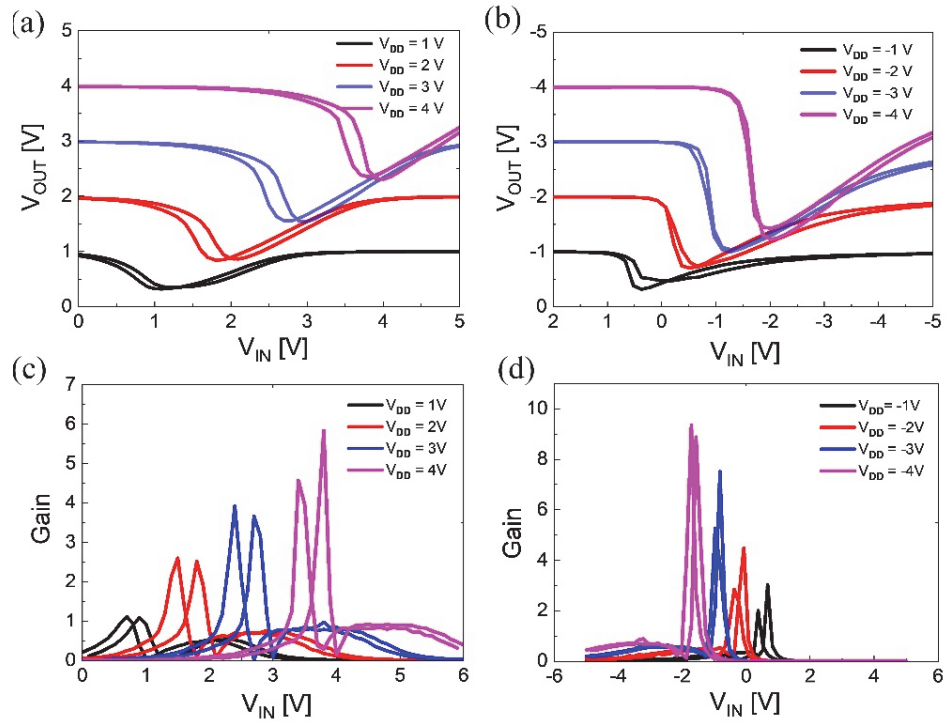 (a)
5
4
3
2
1
0
V_OUT [V]
0 1 2 3 4 5
V_IN [V]
V_DD = 1 V
V_DD = 2 V
V_DD = 3 V
V_DD = 4 V
(b)
-5
-4
-3
-2
-1
0
V_OUT [V]
2 1 0 -1 -2 -3 -4 -5
V_IN [V]
V_DD = -1 V
V_DD = -2 V
V_DD = -3 V
V_DD = -4 V
(c)
7
6
5
4
3
2
1
0
Gain
0 1 2 3 4 5 6
V_IN [V]
V_DD = 1V
V_DD = 2V
V_DD = 3V
V_DD = 4V
(d)
10
8
6
4
2
0
Gain
-6 -4 -2 0 2 4 6
V_IN [V]
V_DD= -1V
V_DD = -2V
V_DD = -3V
V_DD = -4V